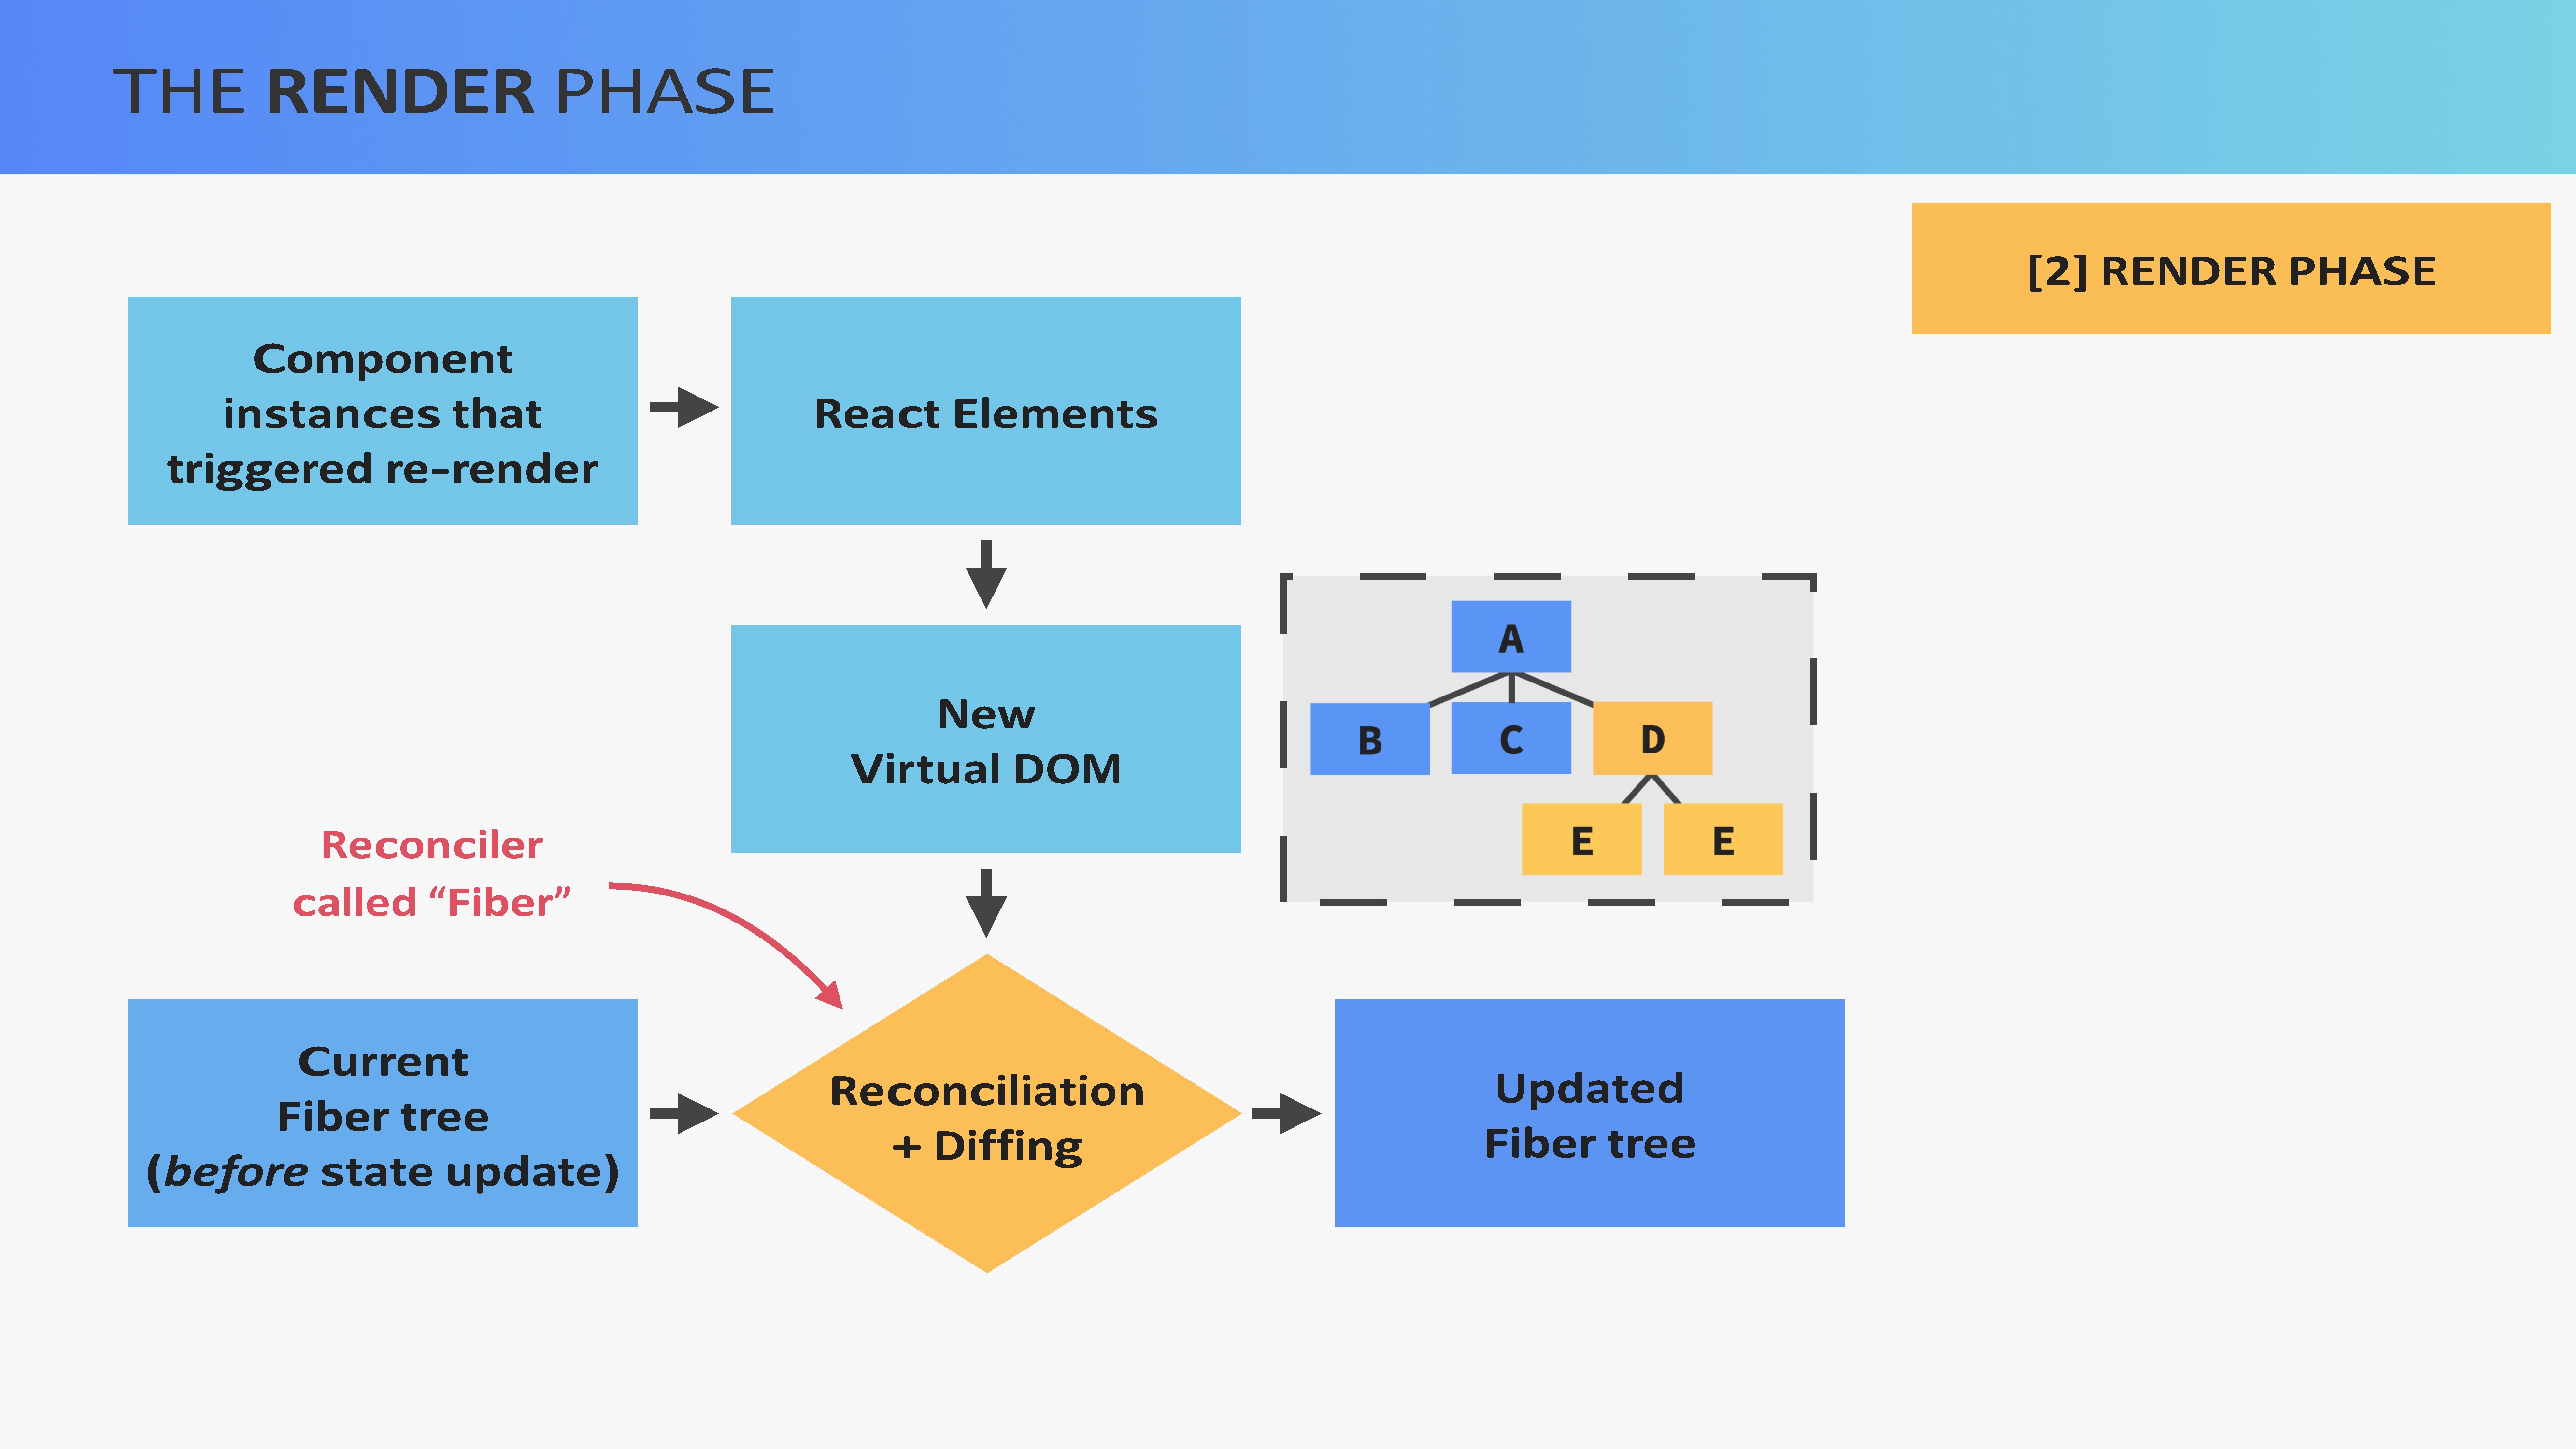 THE RENDER PHASE
[2] RENDER PHASE
Component
instances that
triggered re-render
React Elements
New
Virtual DOM
A
B
C
D
E
E
Reconciler
called “Fiber”
Current
Fiber tree
(before state update)
Reconciliation
+ Diffing
Updated
Fiber tree